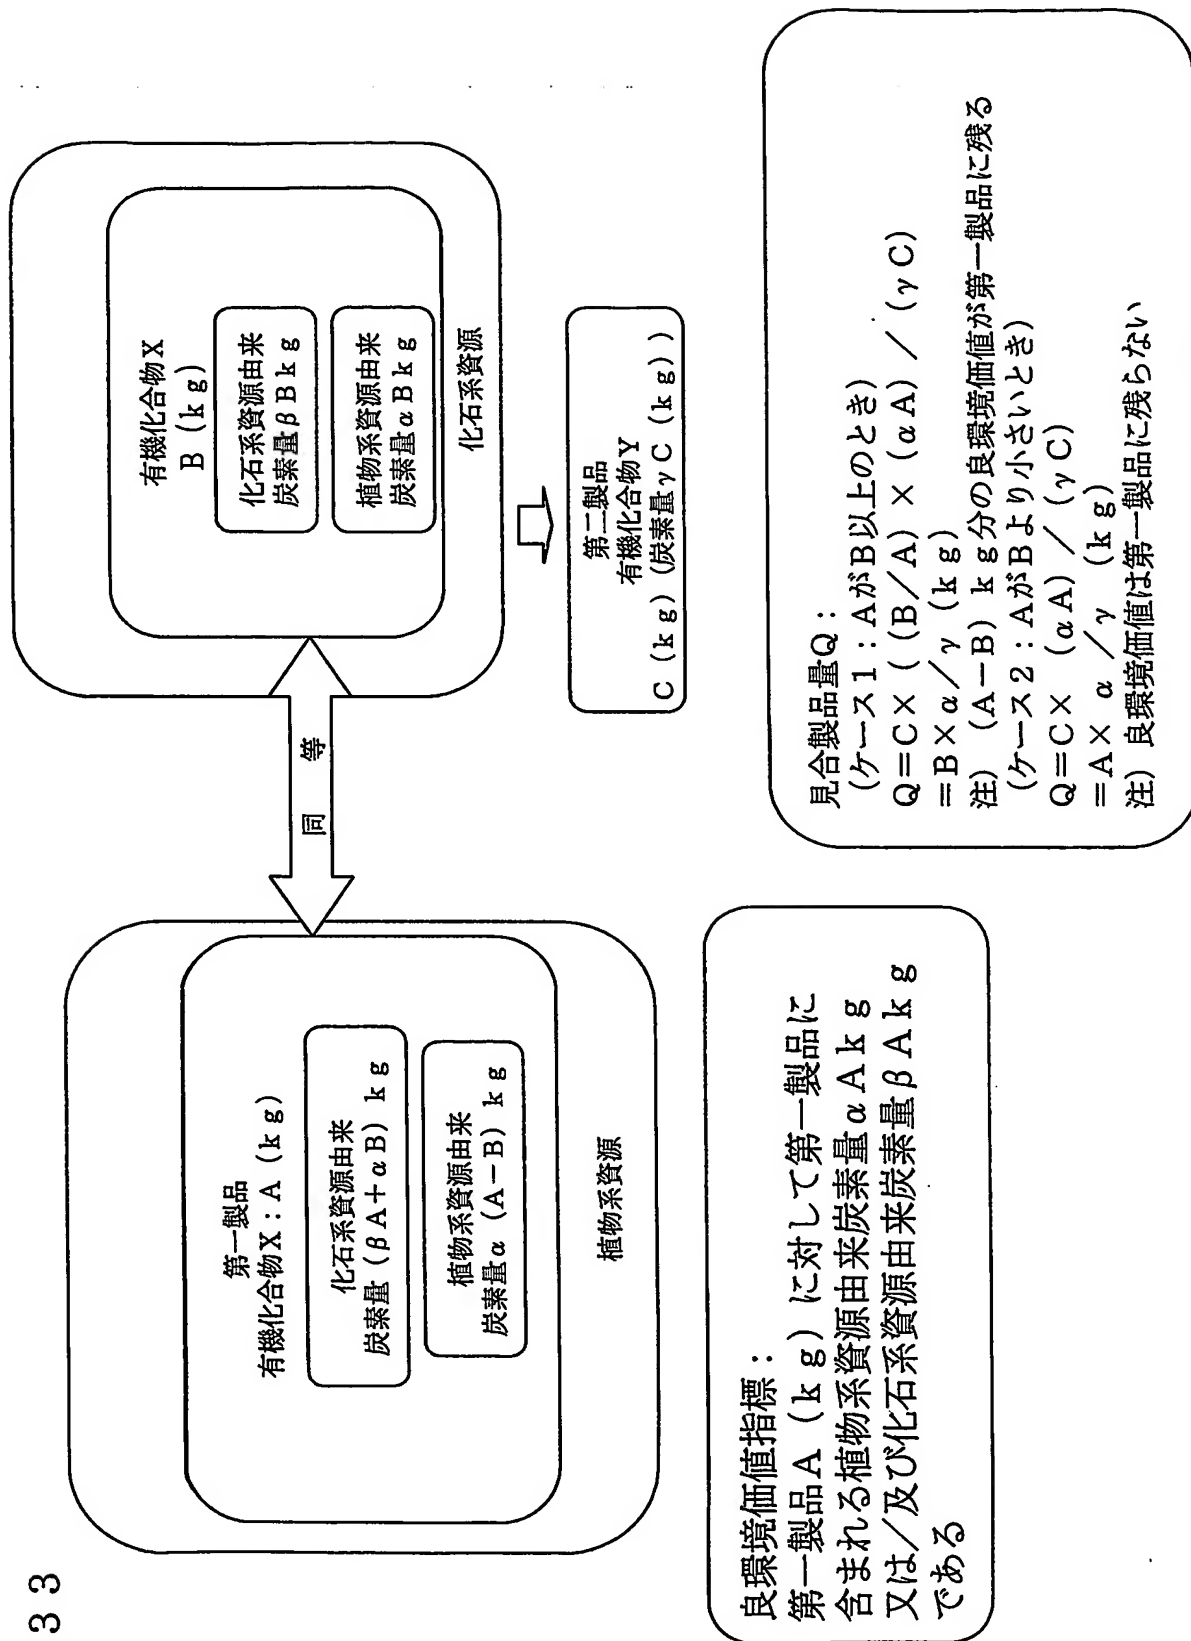 33
第一製品
有機化合物X：A（kg）
化石系資源由来
炭素量（βA＋αB）kg
植物系資源由来
炭素量α（A－B）kg
植物系資源
同等
有機化合物X
B（kg）
化石系資源由来
炭素量βBkg
植物系資源由来
炭素量αBkg
化石系資源
第二製品
有機化合物Y
C（kg）（炭素量γC（kg））
良環境価値指標：
第一製品A（kg）に対して第一製品に
含まれる植物系資源由来炭素量αAkg
又は／及び化石系資源由来炭素量βAkg
である
見合製品量Q：
（ケース1：AがB以上のとき）
Q＝C×（（B/A）×（αA）／（γC）
＝B×α／γ（kg）
注）（A－B）kg分の良環境価値が第一製品に残る
（ケース2：AがBより小さいとき）
Q＝C×（αA）／（γC）
＝A×α／γ（kg）
注）良環境価値は第一製品に残らない